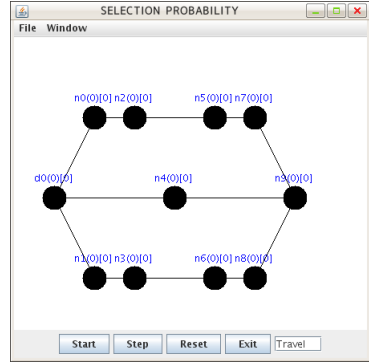 SELECTION PROBABILITY
File Window
n0(0)[0] n2(0)[0] n5(0)[0] n7(0)[0]
d0(0)[0] n4(0)[0] n9(0)[0]
n1(0)[0] n3(0)[0] n6(0)[0] n8(0)[0]
Start Step Reset Exit Travel